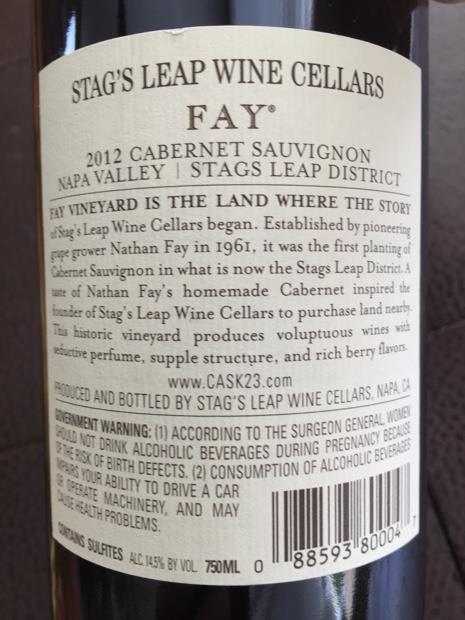 STAG'S LEAP WINE CELLARS
FAY®
2012 CABERNET SAUVIGNON
NAPA VALLEY | STAGS LEAP DISTRICT
FAY VINEYARD IS THE LAND WHERE THE STORY
of Stag's Leap Wine Cellars began. Established by pioneering
grape grower Nathan Fay in 1961, it was the first planting of
Cabernet Sauvignon in what is now the Stags Leap District. A
taste of Nathan Fay's homemade Cabernet inspired the
founder of Stag's Leap Wine Cellars to purchase land nearby.
This historic vineyard produces voluptuous wines with
seductive perfume, supple structure, and rich berry flavors.
www.CASK23.com
PRODUCED AND BOTTLED BY STAG'S LEAP WINE CELLARS, NAPA, CA
GOVERNMENT WARNING: (1) ACCORDING TO THE SURGEON GENERAL, WOMEN
SHOULD NOT DRINK ALCOHOLIC BEVERAGES DURING PREGNANCY BECAUSE
OF THE RISK OF BIRTH DEFECTS. (2) CONSUMPTION OF ALCOHOLIC BEVERAGES
IMPAIRS YOUR ABILITY TO DRIVE A CAR
OR OPERATE MACHINERY, AND MAY
CAUSE HEALTH PROBLEMS.
CONTAINS SULFITES ALC. 14.5% BY VOL. 750ML 0 88593 80004 7